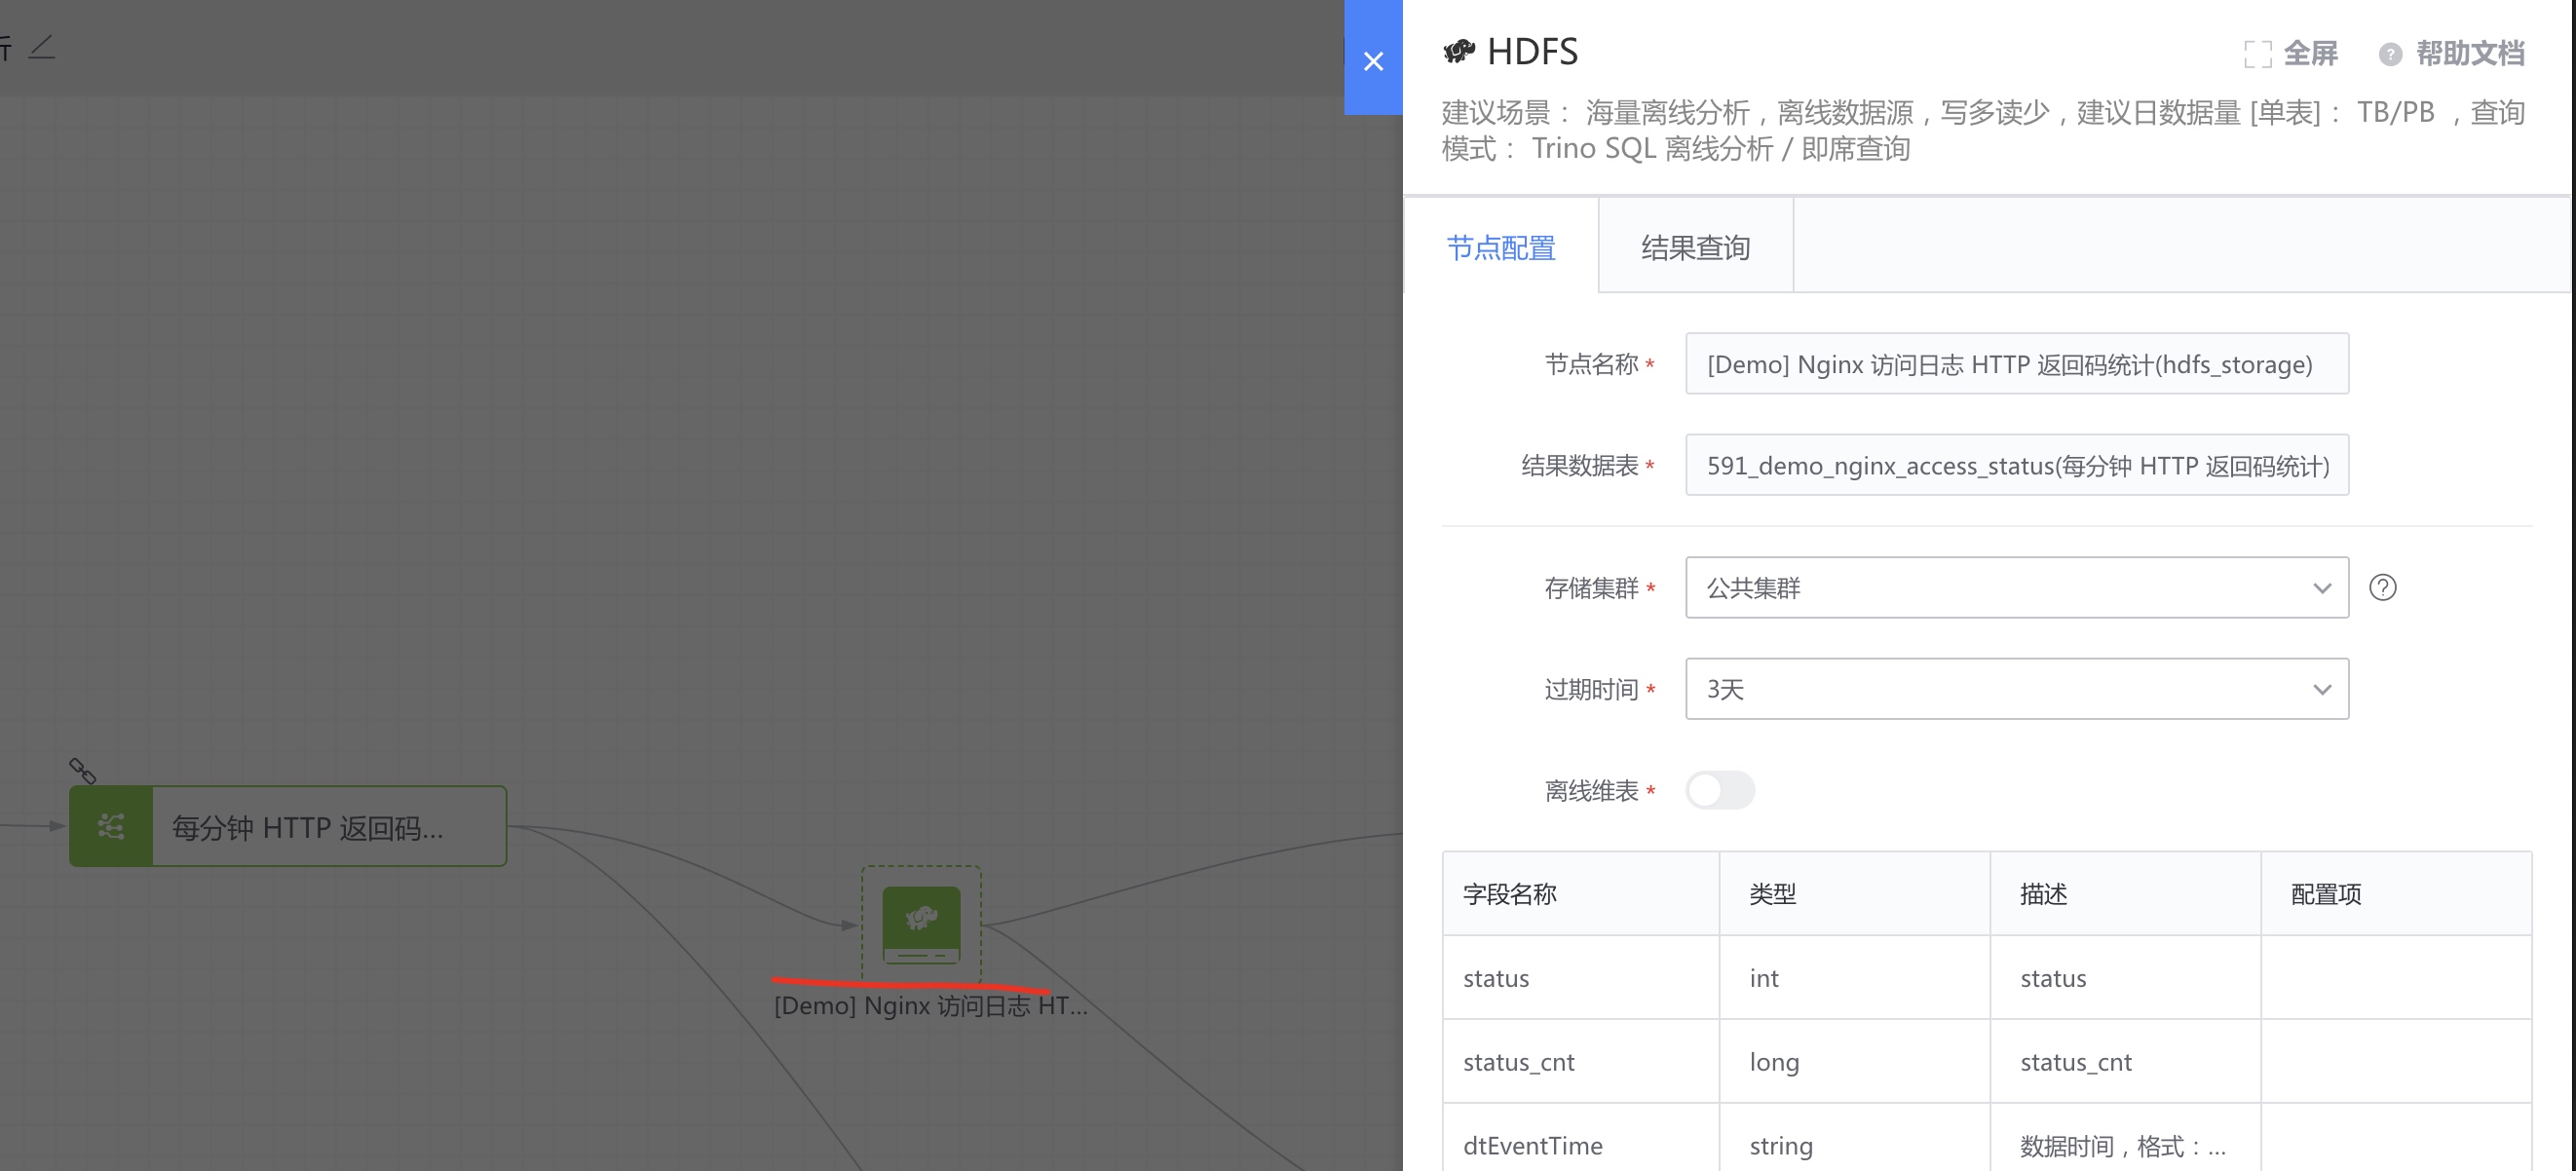 HDFS
全屏
帮助文档
建议场景： 海量离线分析，离线数据源，写多读少，建议日数据量 [单表]： TB/PB ，查询
模式： Trino SQL 离线分析 / 即席查询
节点配置
结果查询
节点名称 *
[Demo] Nginx 访问日志 HTTP 返回码统计(hdfs_storage)
结果数据表 *
591_demo_nginx_access_status(每分钟 HTTP 返回码统计)
存储集群 *
公共集群
过期时间 *
3天
离线维表 *
字段名称 类型 描述 配置项
status int status
status_cnt long status_cnt
dtEventTime string 数据时间，格式：...
每分钟 HTTP 返回码...
[Demo] Nginx 访问日志 HT...